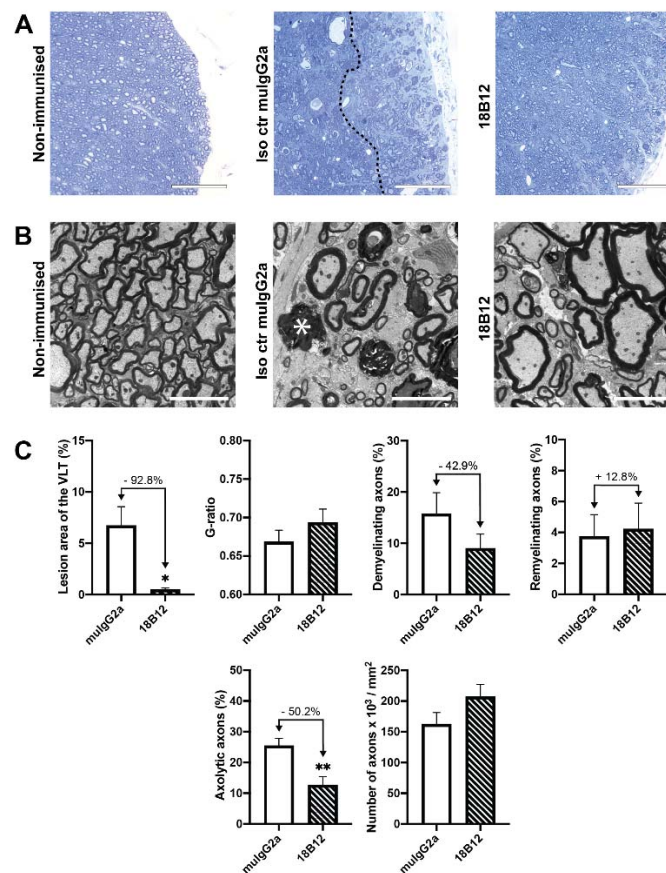 A
Non-immunised
Iso ctr muIgG2a
18B12
B
Non-immunised
Iso ctr muIgG2a
*
18B12
C
Lesion area of the VLT (%)
10
5
0
- 92.8%
*
muIgG2a
18B12
G-ratio
0.80
0.75
0.70
0.65
0.60
muIgG2a
18B12
Demyelinating axons (%)
30
20
10
0
- 42.9%
muIgG2a
18B12
Remyelinating axons (%)
10
8
6
4
2
0
+ 12.8%
muIgG2a
18B12
Axolytic axons (%)
50
40
30
20
10
0
- 50.2%
**
muIgG2a
18B12
Number of axons x 10³ / mm²
250
200
150
100
50
0
muIgG2a
18B12